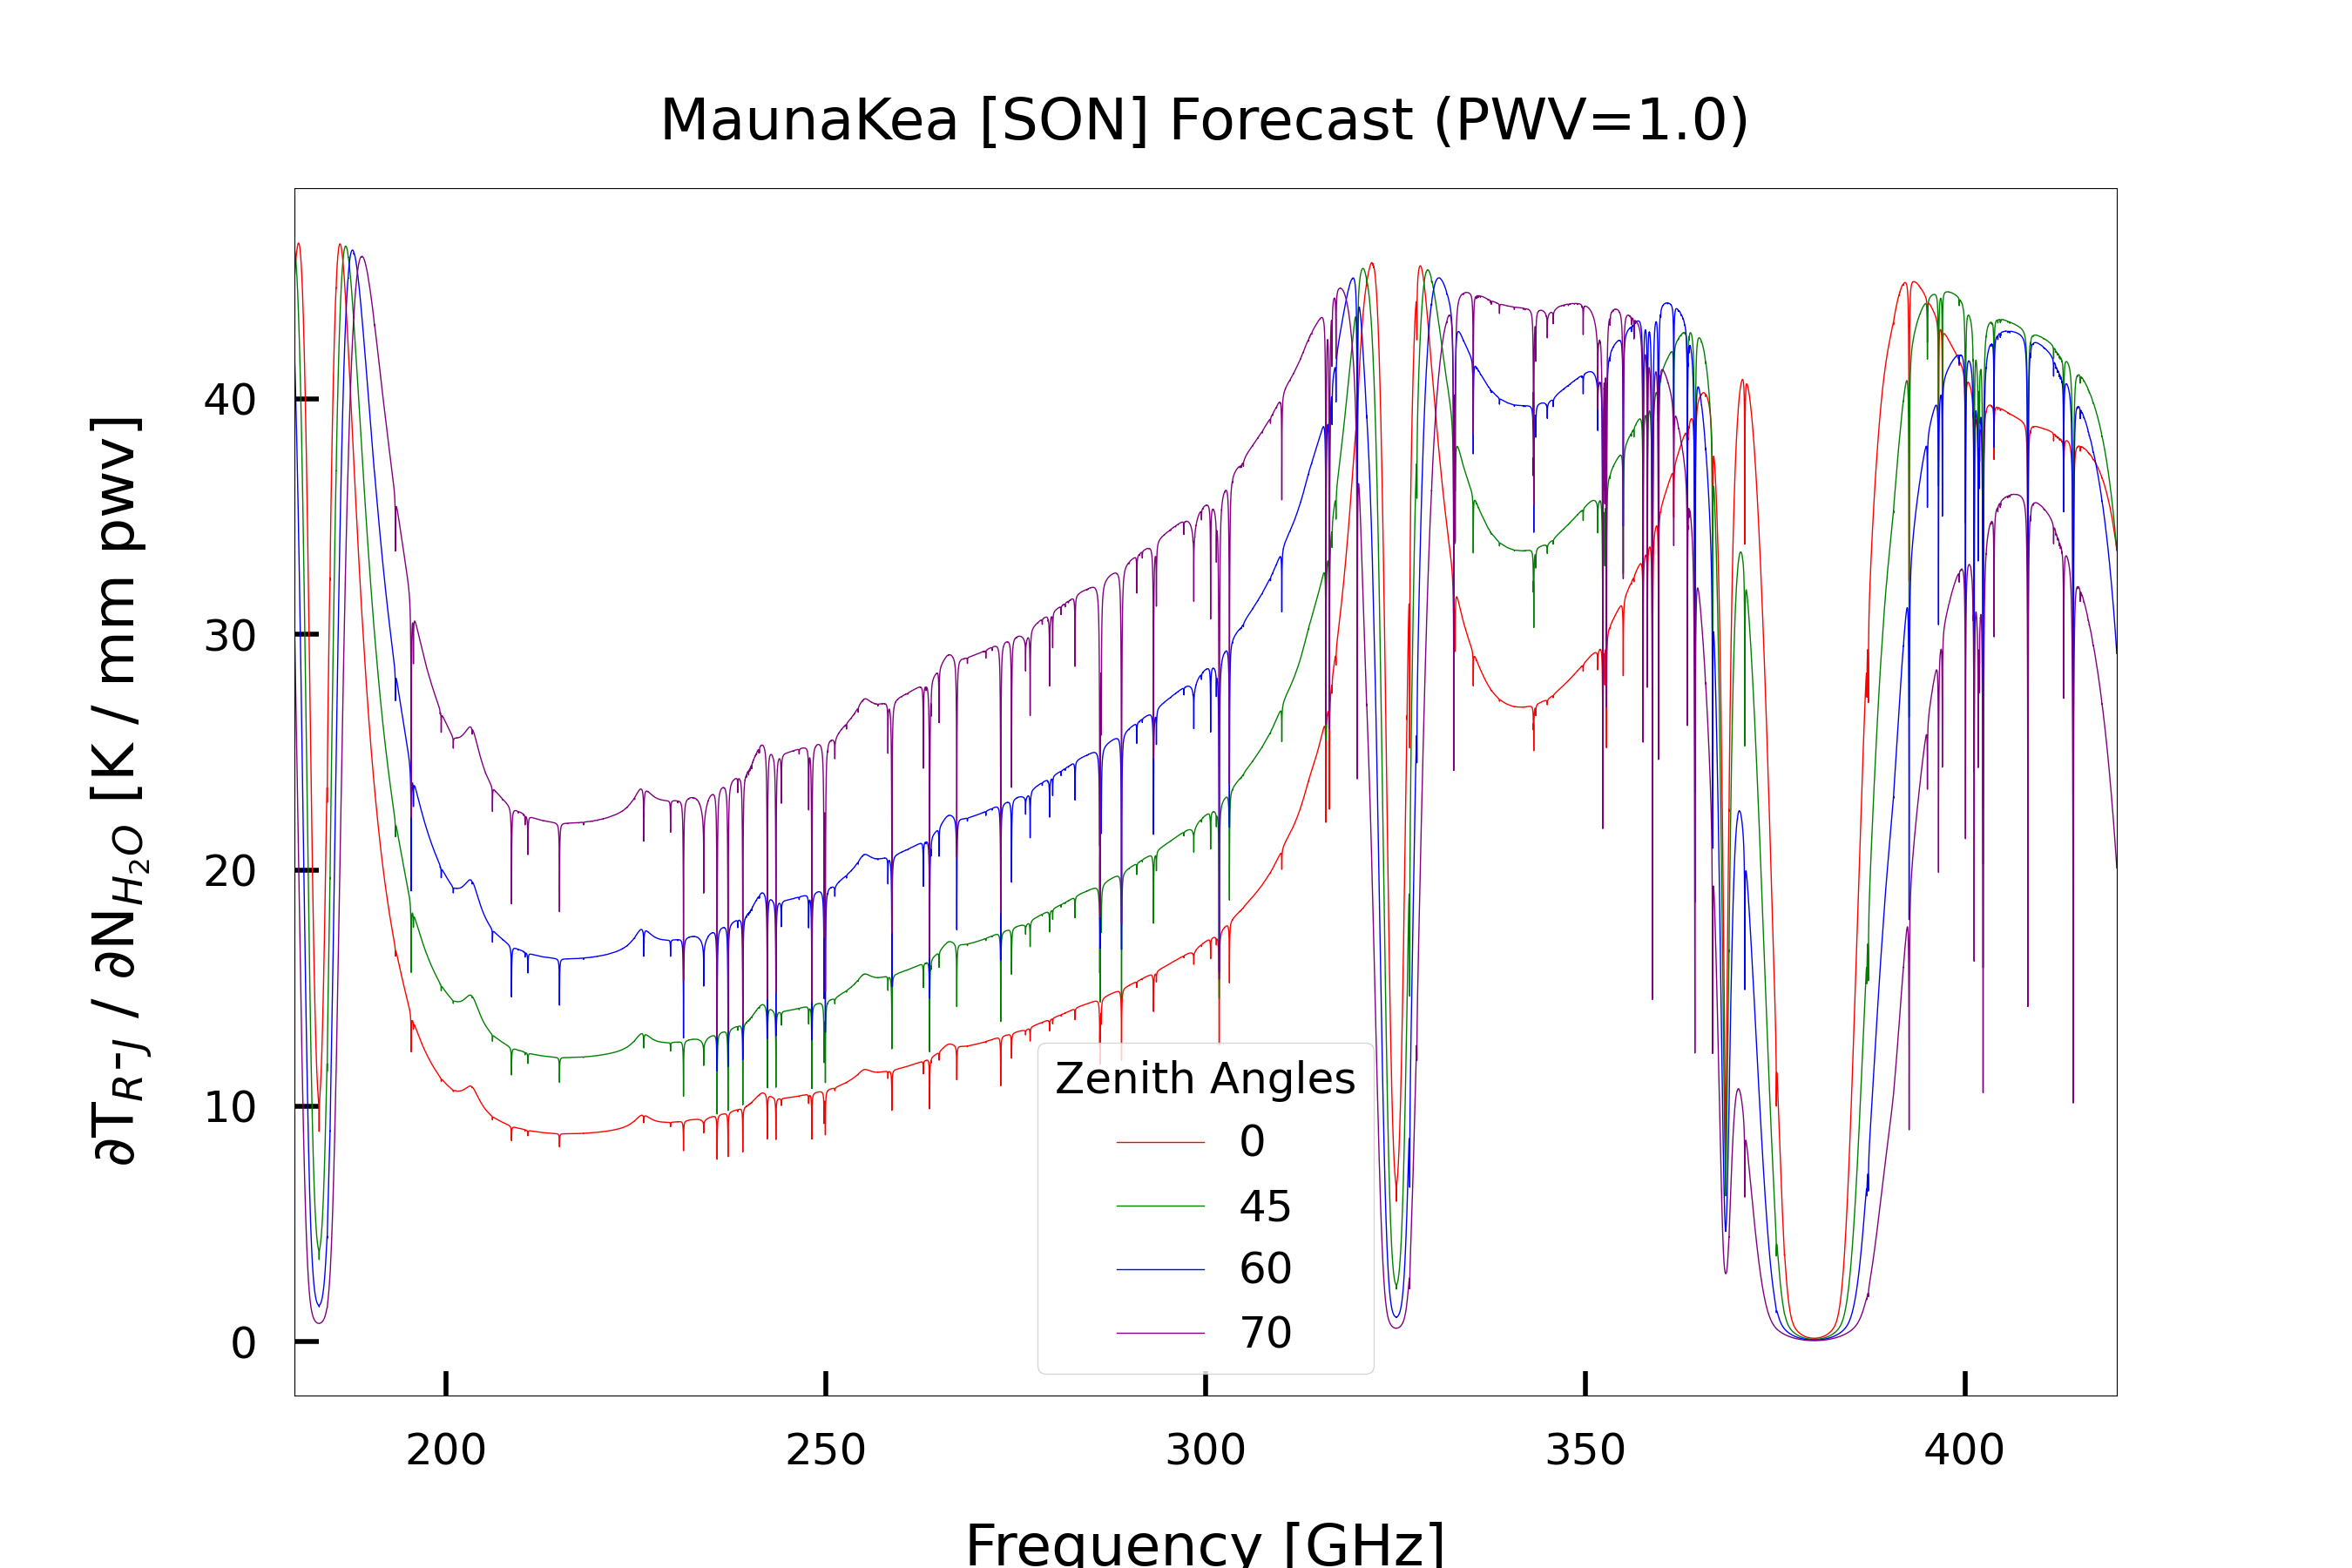 MaunaKea [SON] Forecast (PWV=1.0)
∂T_{R-J} / ∂N_{H_2O} [K / mm pwv]
40
30
20
10
0
Zenith Angles
0
45
60
70
200 250 300 350 400
Frequency [GHz]